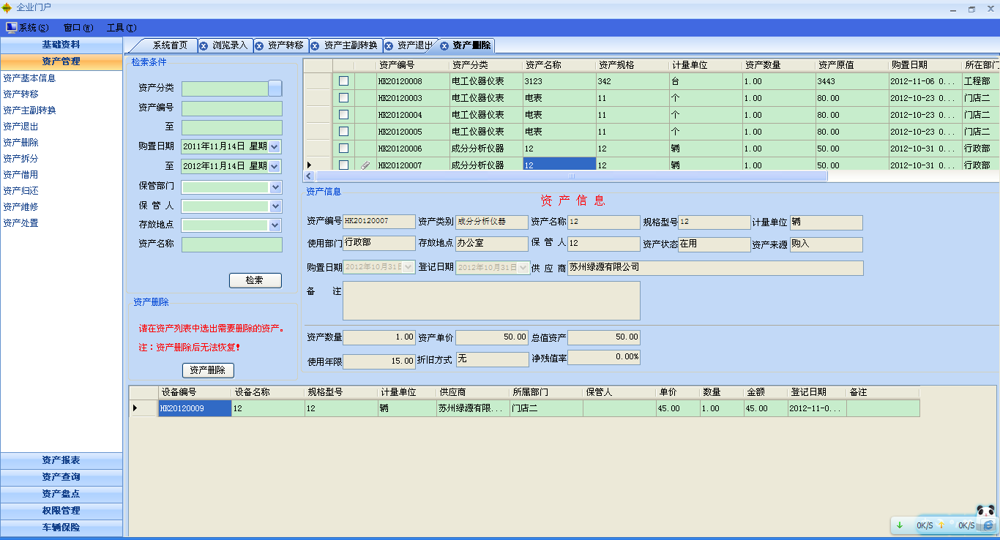 企业门户
系统(S) 窗口(W) 工具(T)
基础资料
资产管理
资产基本信息
资产转移
资产主副转换
资产退出
资产删除
资产拆分
资产借用
资产归还
资产维修
资产处置
资产报表
资产查询
资产盘点
权限管理
车辆保险
系统首页 浏览录入 资产转移 资产主副转换 资产退出 资产删除
检索条件
资产分类
资产编号
至
购置日期 2011年11月14日 星期
至 2012年11月14日 星期
保管部门
保 管 人
存放地点
资产名称
检索
资产删除
请在资产列表中选出需要删除的资产。
注：资产删除后无法恢复!
资产删除
资产编号 资产分类 资产名称 资产规格 计量单位 资产数量 资产原值 购置日期 所在部门
HK20120008 电工仪器仪表 3123 342 台 1.00 3443 2012-11-06 0... 工程部
HK20120003 电工仪器仪表 电表 11 个 1.00 80.00 2012-10-23 0... 门店二
HK20120004 电工仪器仪表 电表 11 个 1.00 80.00 2012-10-23 0... 门店二
HK20120005 电工仪器仪表 电表 11 个 1.00 80.00 2012-10-23 0... 门店二
HK20120006 成分分析仪器 12 12 辆 1.00 50.00 2012-10-31 0... 行政部
HK20120007 成分分析仪器 12 12 辆 1.00 50.00 2012-10-31 0... 行政部
资产信息
资 产 信 息
资产编号 HK20120007 资产类别 成分分析仪器 资产名称 12 规格型号 12 计量单位 辆
使用部门 行政部 存放地点 办公室 保 管 人 12 资产状态 在用 资产来源 购入
购置日期 2012年10月31日 登记日期 2012年10月31日 供 应 商 苏州绿源有限公司
备 注
资产数量 1.00 资产单价 50.00 总值资产 50.00
使用年限 15.00 折旧方式 无 净残值率 0.00%
设备编号 设备名称 规格型号 计量单位 供应商 所属部门 保管人 单价 数量 金额 登记日期 备注
HK20120009 12 12 辆 苏州绿源有限... 门店二 45.00 1.00 45.00 2012-11-0...
0K/S 0K/S